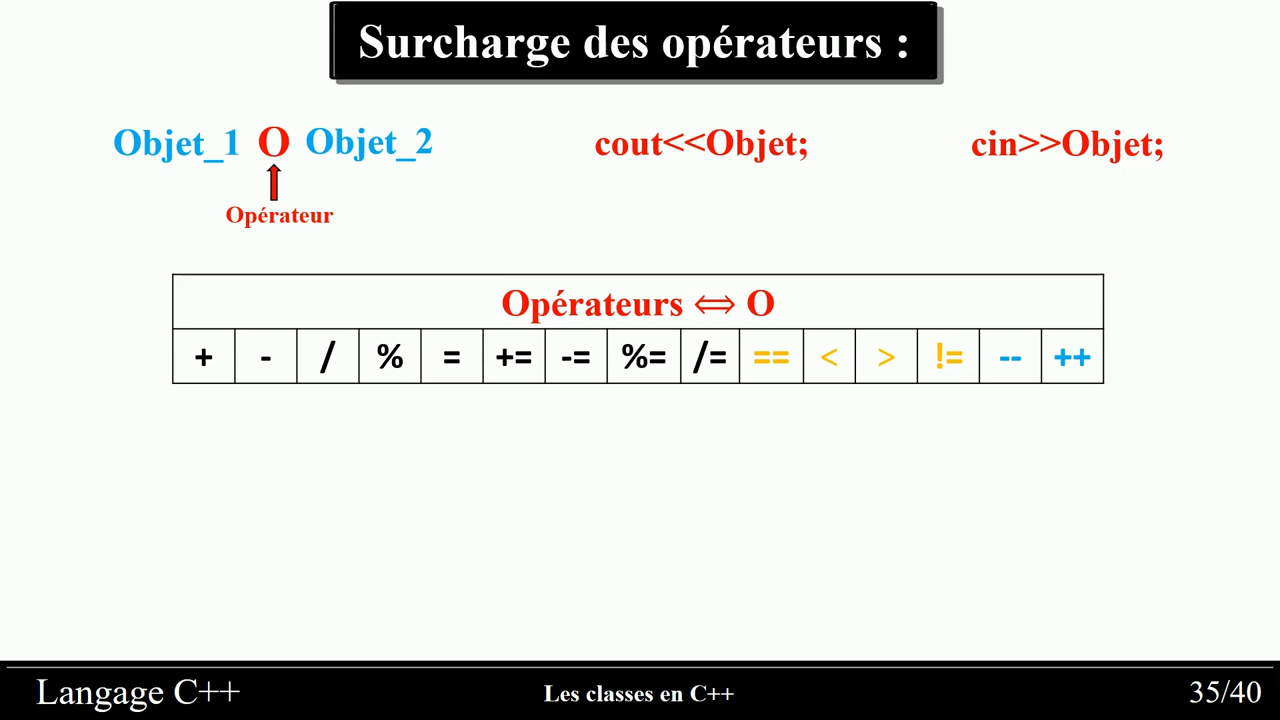 Surcharge des opérateurs :
Objet_1 O Objet_2
cout<<Objet;
cin>>Objet;
Opérateur
Opérateurs ⟺ O
+ - / % = += -= %= /= == < > != -- ++
Langage C++
Les classes en C++
35/40